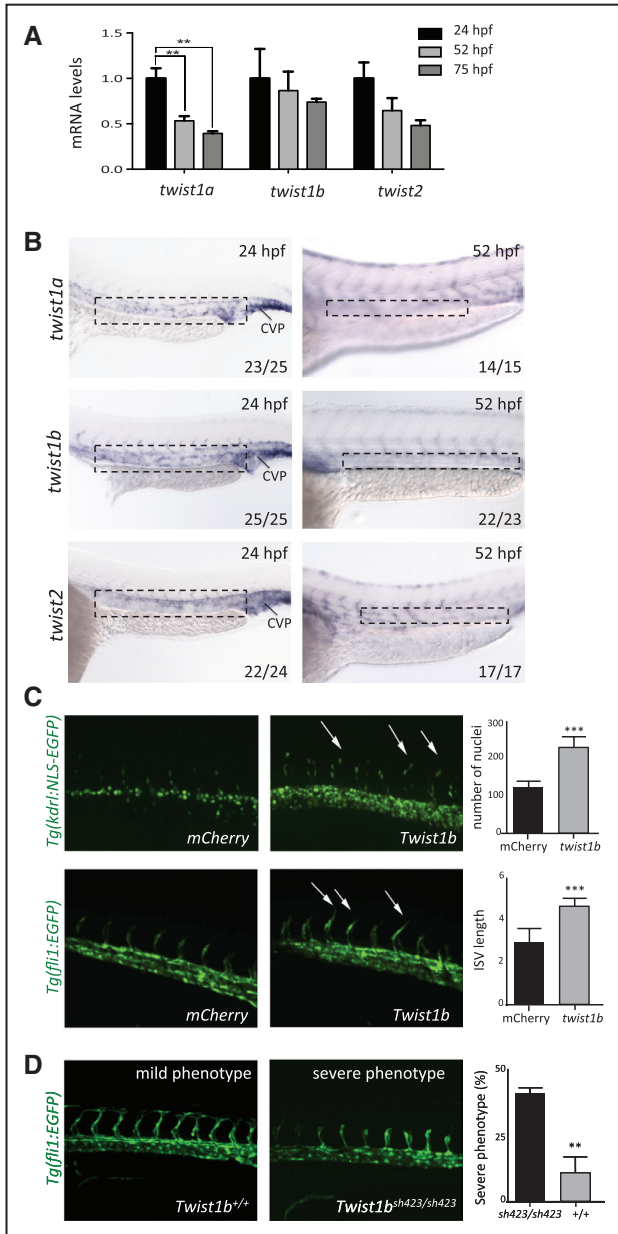 A
mRNA levels
1.5
1.0
0.5
0.0
**
**
24 hpf
52 hpf
75 hpf
twist1a
twist1b
twist2
B
twist1a
24 hpf
CVP
23/25
52 hpf
14/15
twist1b
24 hpf
CVP
25/25
52 hpf
22/23
twist2
24 hpf
CVP
22/24
52 hpf
17/17
C
Tg(kdrl:NLS-EGFP)
mCherry
Twist1b
number of nuclei
300
200
100
0
***
mCherry
twist1b
Tg(fli1:EGFP)
mCherry
Twist1b
ISV length
6
4
2
0
***
mCherry
twist1b
D
Tg(fli1:EGFP)
mild phenotype
Twist1b+/+
severe phenotype
Twist1bsh423/sh423
Severe phenotype (%)
50
25
0
**
sh423/sh423
+/+